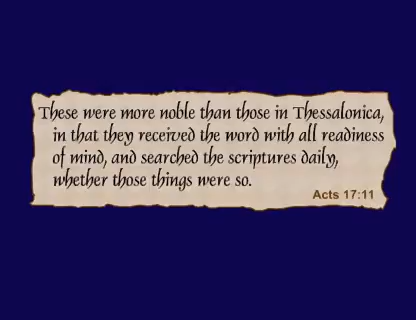 These were more noble than those in Thessalonica,
in that they received the word with all readiness
of mind, and searched the scriptures daily,
whether those things were so.
Acts 17:11